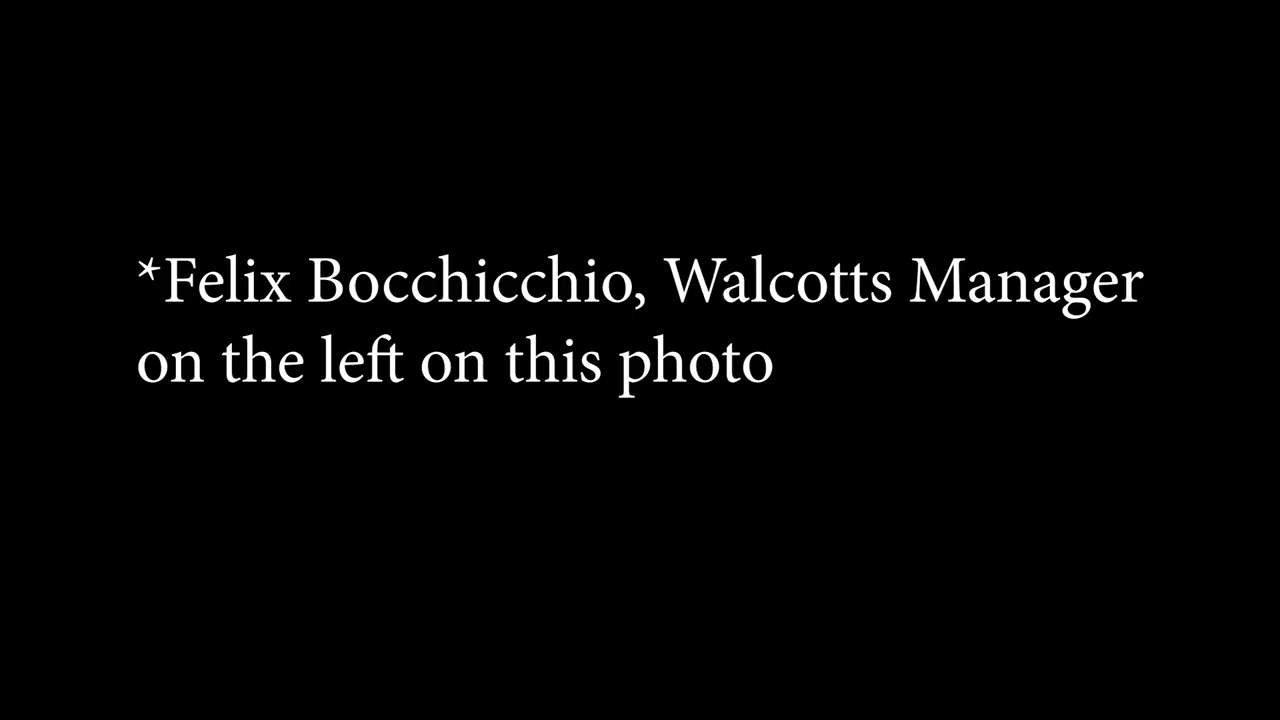 *Felix Bocchicchio, Walcotts Manager
on the left on this photo